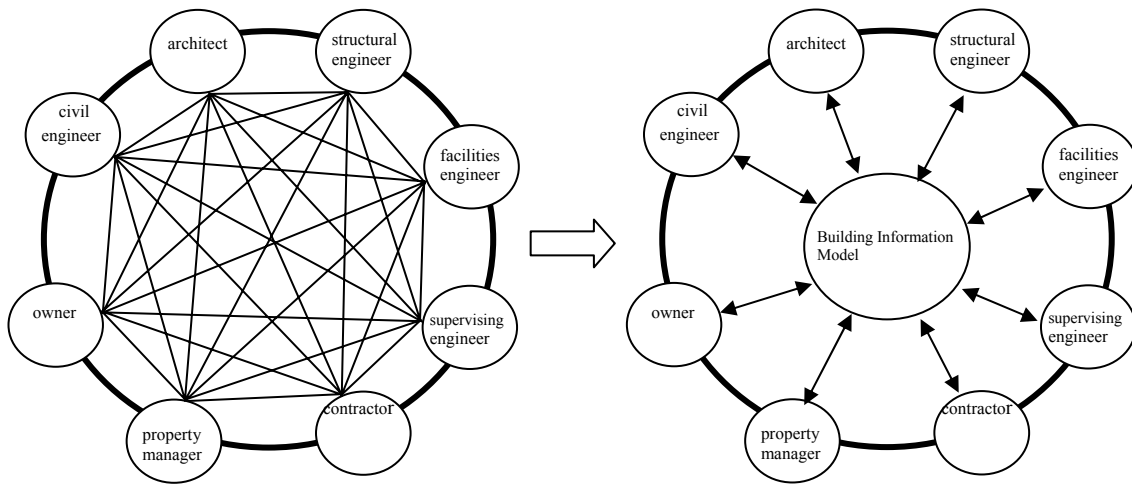 architect
structural
engineer
civil
engineer
facilities
engineer
owner
supervising
engineer
contractor
property
manager
architect
structural
engineer
civil
engineer
facilities
engineer
Building Information
Model
owner
supervising
engineer
contractor
property
manager